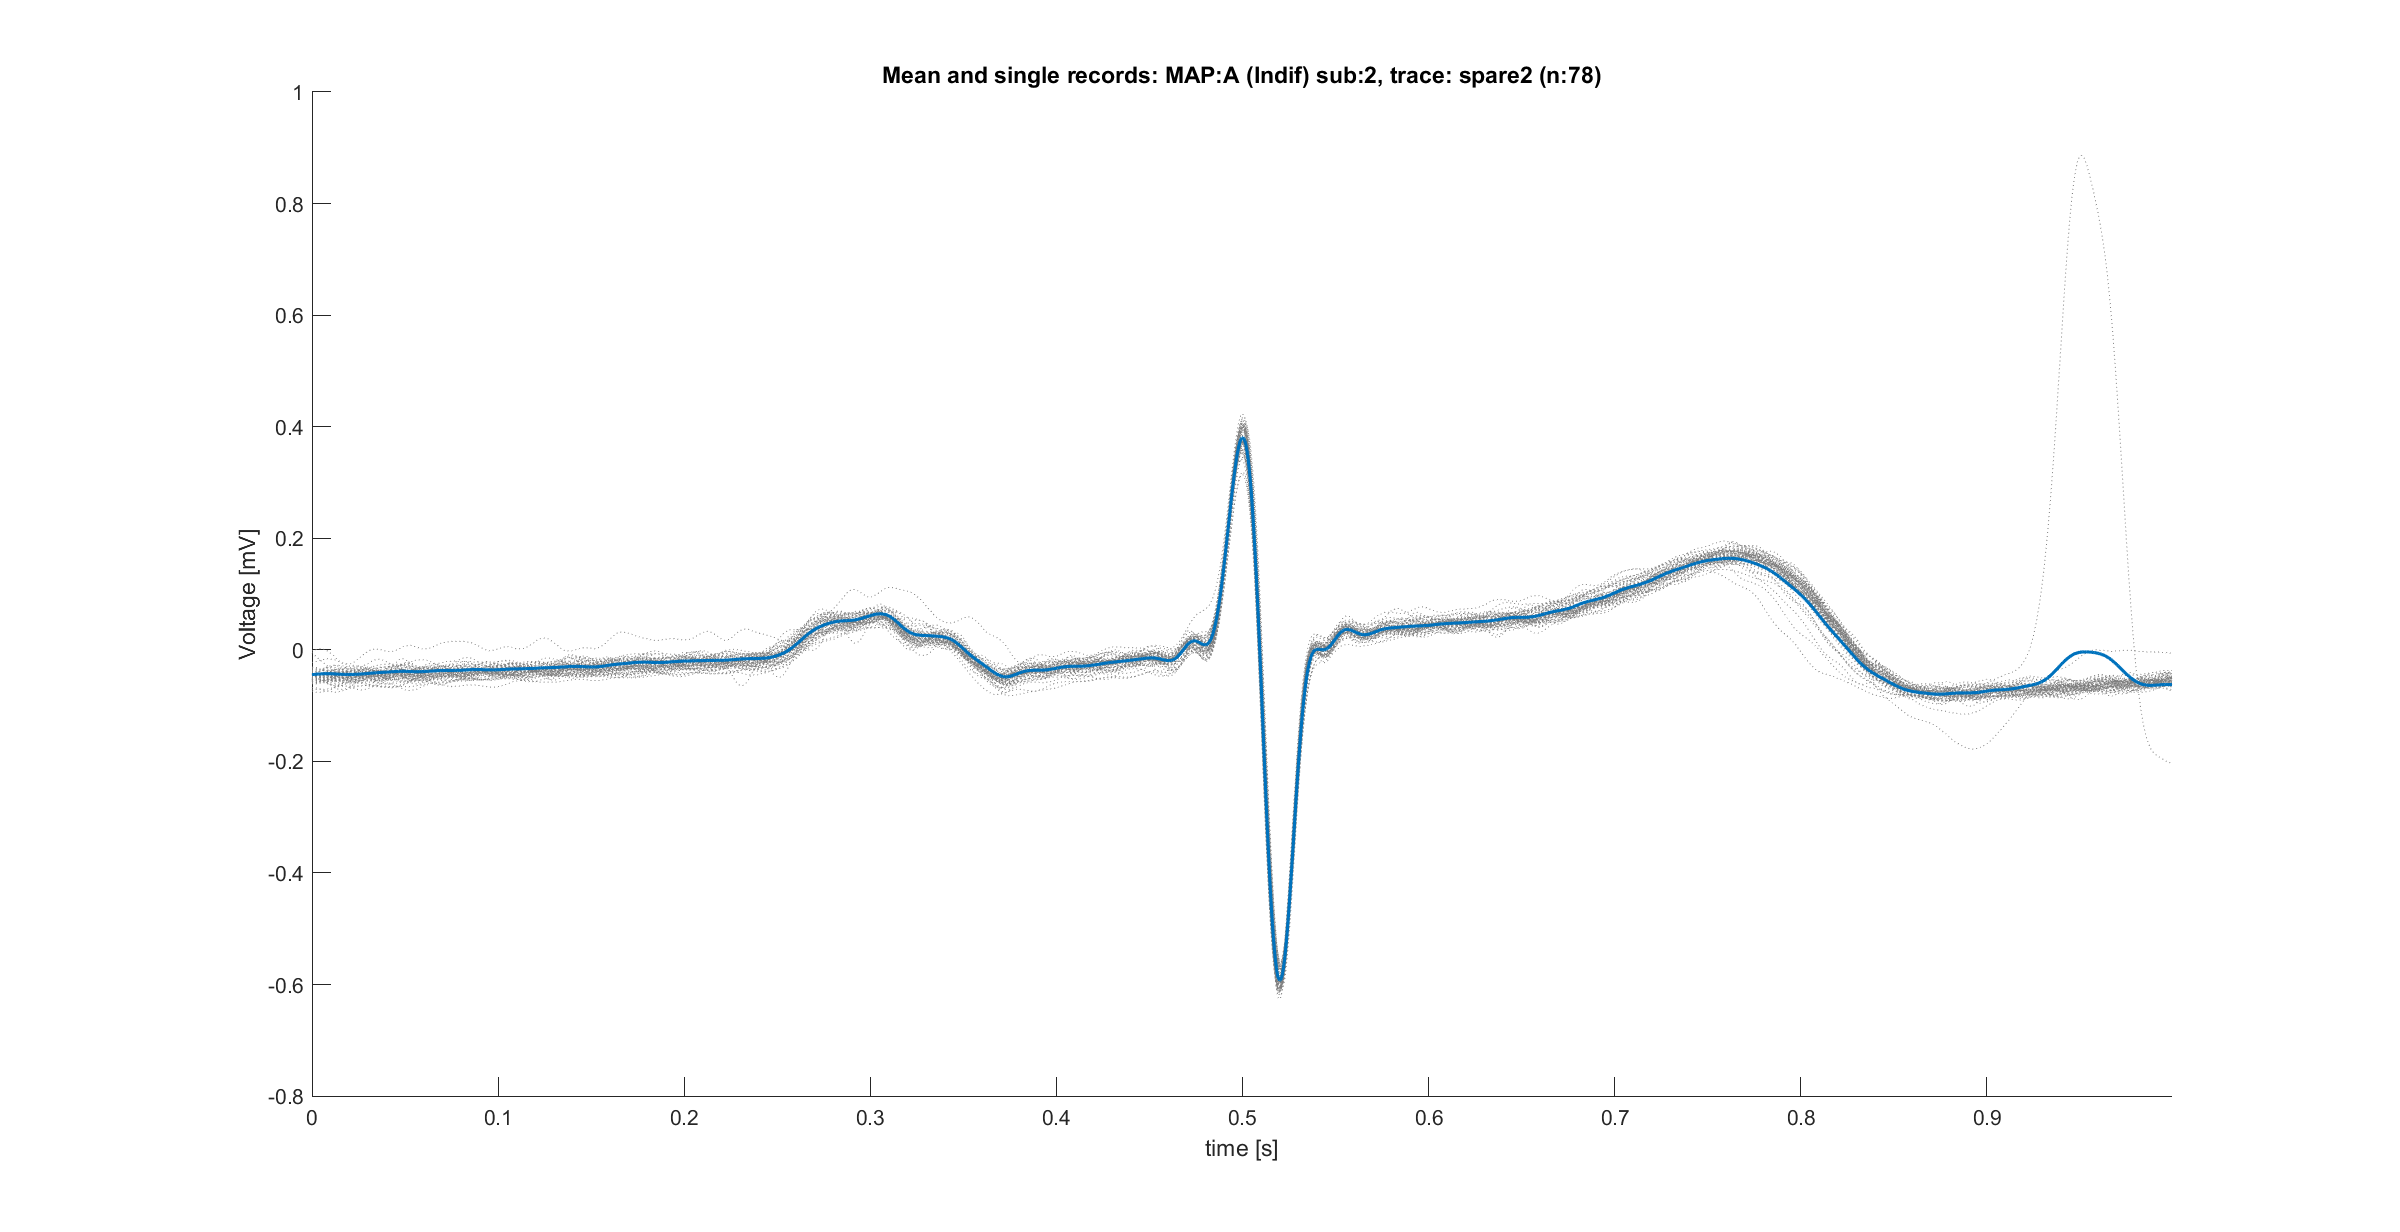 Mean and single records: MAP:A (Indif) sub:2, trace: spare2 (n:78)
1
0.8
0.6
0.4
0.2
0
-0.2
-0.4
-0.6
-0.8
Voltage [mV]
0 0.1 0.2 0.3 0.4 0.5 0.6 0.7 0.8 0.9
time [s]